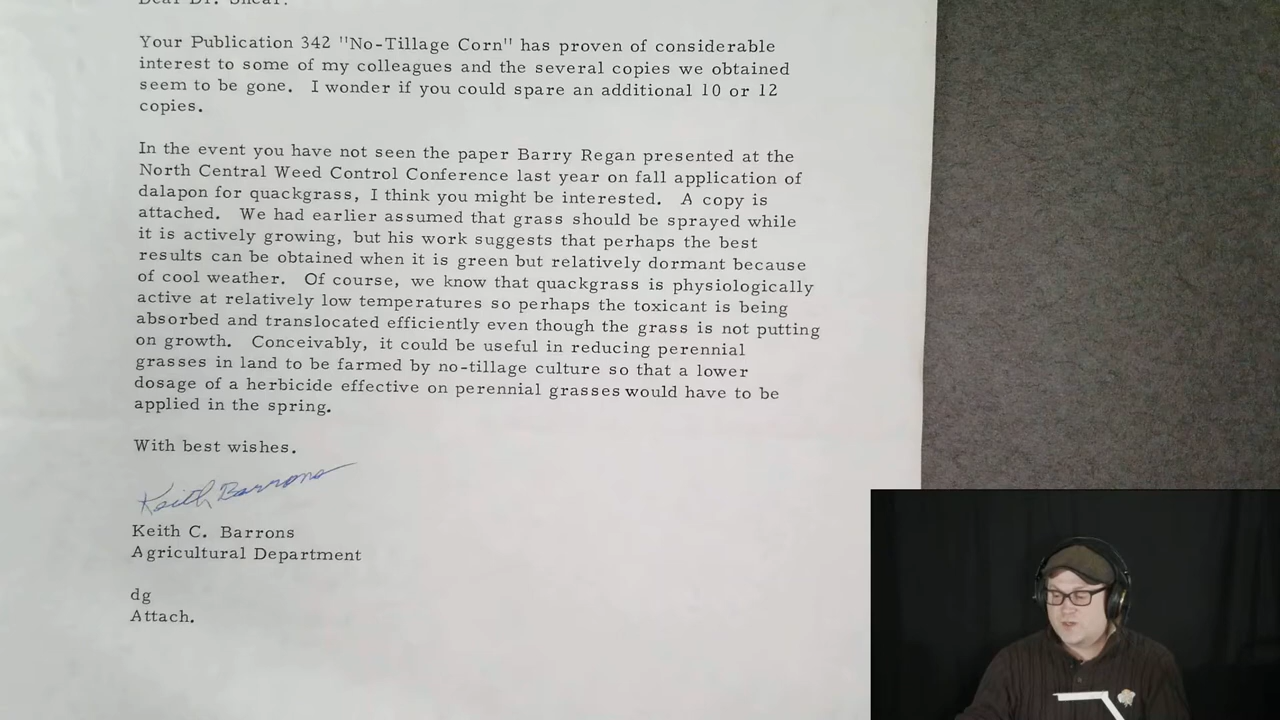 Dear Dr. Shear:
Your Publication 342 "No-Tillage Corn" has proven of considerable
interest to some of my colleagues and the several copies we obtained
seem to be gone. I wonder if you could spare an additional 10 or 12
copies.
In the event you have not seen the paper Barry Regan presented at the
North Central Weed Control Conference last year on fall application of
dalapon for quackgrass, I think you might be interested. A copy is
attached. We had earlier assumed that grass should be sprayed while
it is actively growing, but his work suggests that perhaps the best
results can be obtained when it is green but relatively dormant because
of cool weather. Of course, we know that quackgrass is physiologically
active at relatively low temperatures so perhaps the toxicant is being
absorbed and translocated efficiently even though the grass is not putting
on growth. Conceivably, it could be useful in reducing perennial
grasses in land to be farmed by no-tillage culture so that a lower
dosage of a herbicide effective on perennial grasses would have to be
applied in the spring.
With best wishes.
Keith Barrons
Keith C. Barrons
Agricultural Department
dg
Attach.